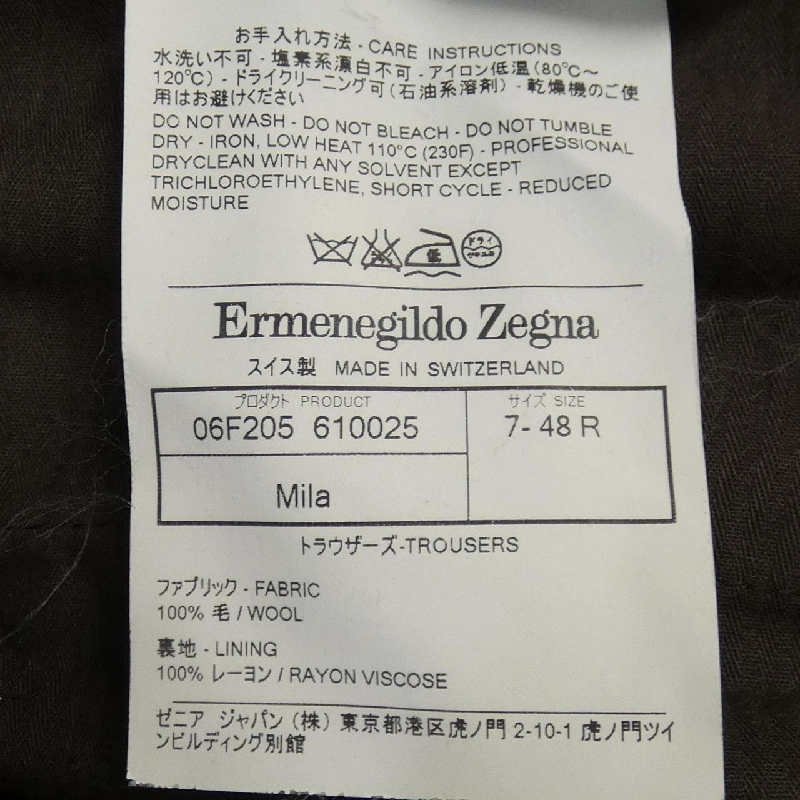 お手入れ方法 - CARE INSTRUCTIONS
水洗い不可 - 塩素系漂白不可 - アイロン低温 (80℃～
120℃) - ドライクリーニング可 (石油系溶剤) - 乾燥機のご使
用はお避けください
DO NOT WASH - DO NOT BLEACH - DO NOT TUMBLE
DRY - IRON, LOW HEAT 110°C (230F) - PROFESSIONAL
DRYCLEAN WITH ANY SOLVENT EXCEPT
TRICHLOROETHYLENE, SHORT CYCLE - REDUCED
MOISTURE
低 ドライ
Ermenegildo Zegna
スイス製 MADE IN SWITZERLAND
プロダクト PRODUCT サイズ SIZE
06F205 610025 7- 48 R
Mila
トラウザーズ-TROUSERS
ファブリック - FABRIC
100% 毛 / WOOL
裏地 - LINING
100% レーヨン / RAYON VISCOSE
ゼニア ジャパン (株) 東京都港区虎ノ門 2-10-1 虎ノ門ツイ
ンビルディング別館